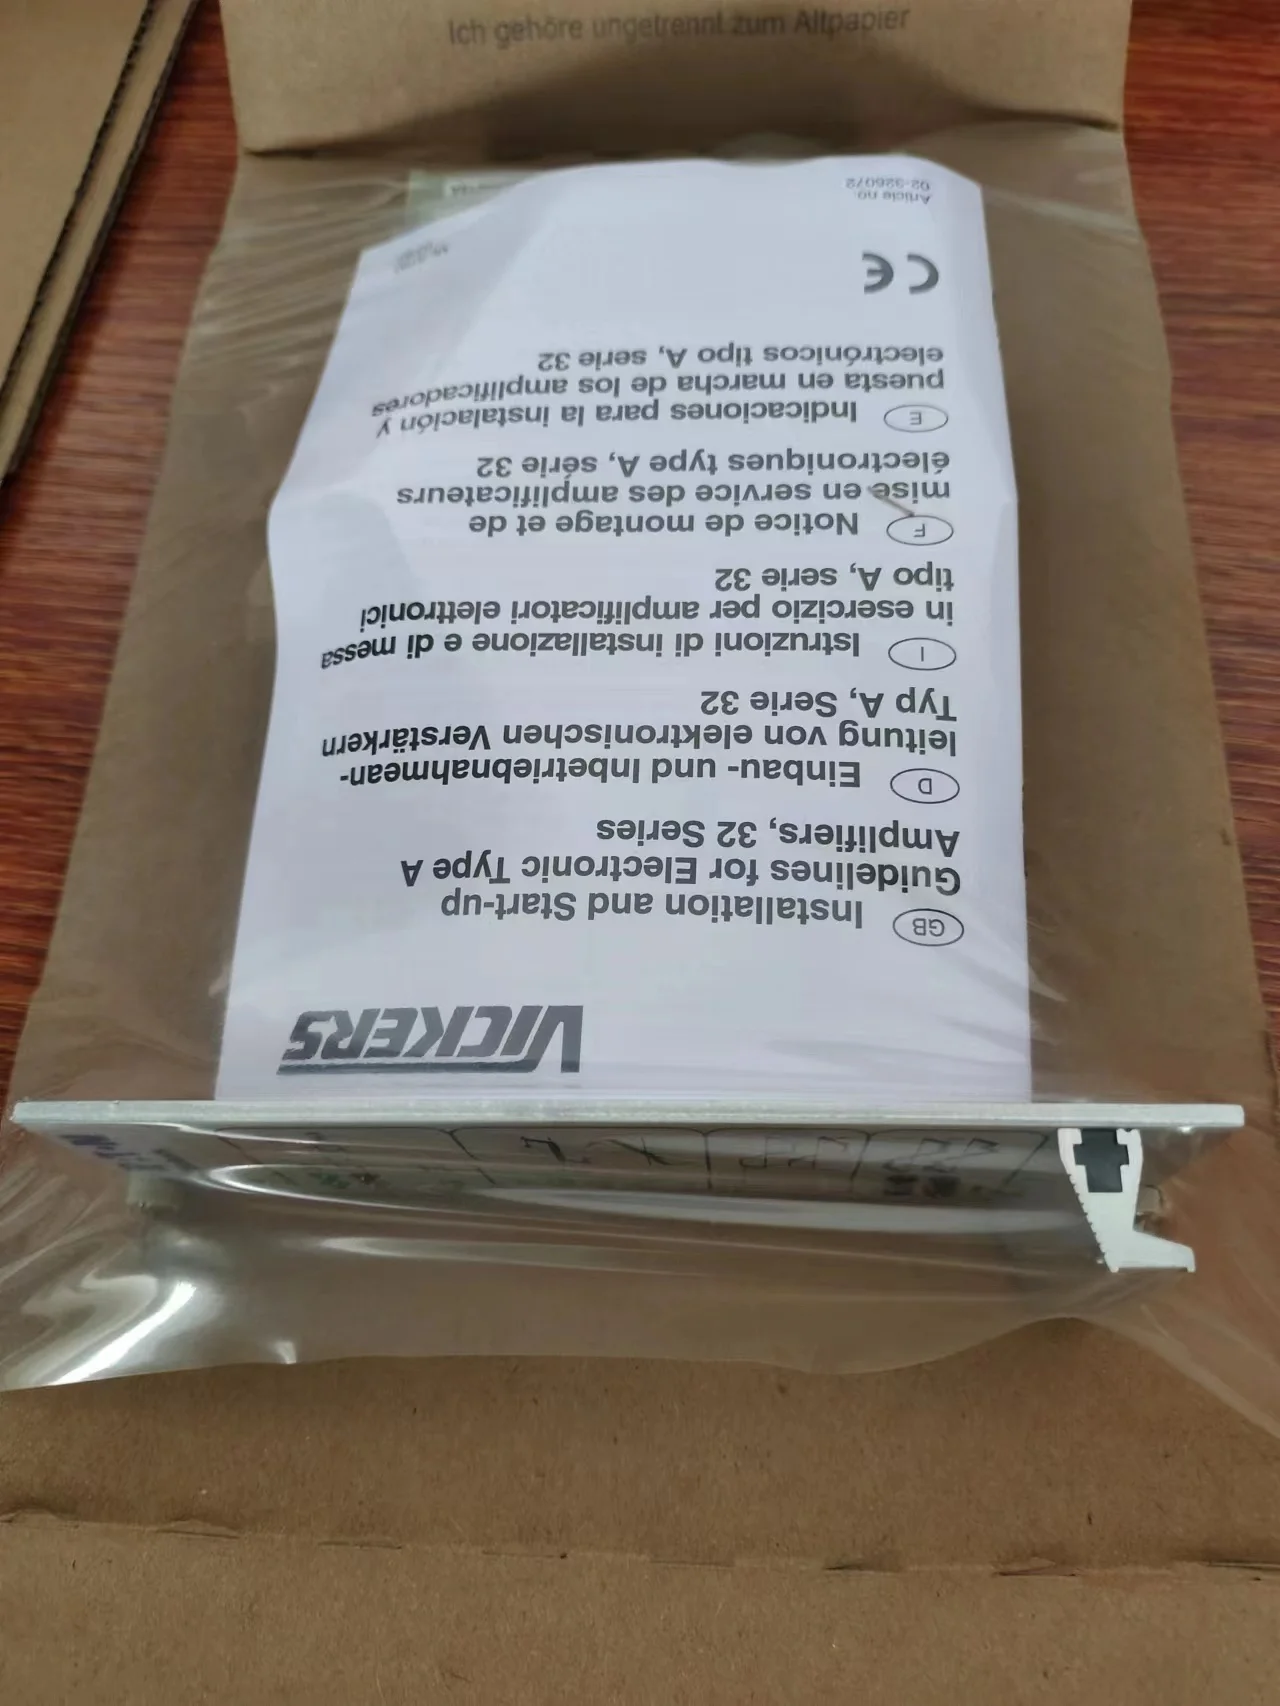 Ich gehöre ungetrennt zum Altpapier
VICKERS
GB Installation and Start-up
Guidelines for Electronic Type A
Amplifiers, 32 Series
D Einbau- und Inbetriebnahmean-
leitung von elektronischen Verstärkern
Typ A, Serie 32
I Istruzioni di installazione e di messa
in esercizio per amplificatori elettronici
tipo A, serie 32
F Notice de montage et de
mise en service des amplificateurs
électroniques type A, série 32
E Indicaciones para la instalación y
puesta en marcha de los amplificadores
electrónicos tipo A, serie 32
CE
Article no
02-326072